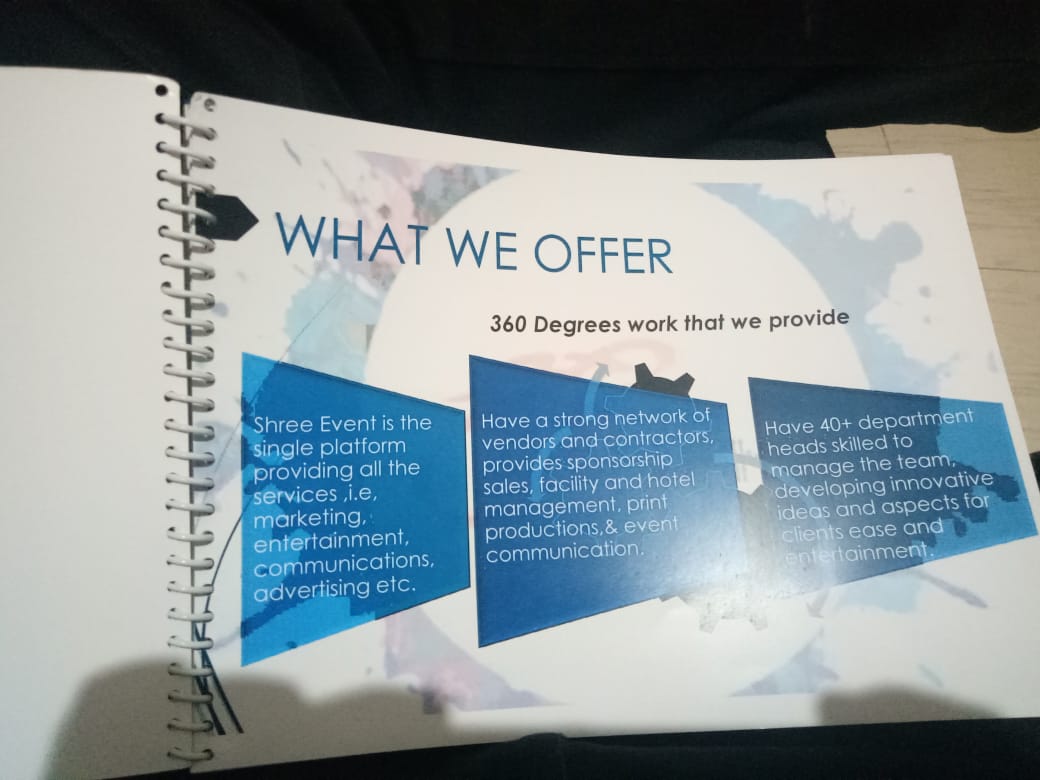 WHAT WE OFFER
360 Degrees work that we provide
Shree Event is the
single platform
providing all the
services ,i.e,
marketing,
entertainment,
communications,
advertising etc.
Have a strong network of
vendors and contractors,
provides sponsorship
sales, facility and hotel
management, print
productions,& event
communication.
Have 40+ department
heads skilled to
manage the team,
developing innovative
ideas and aspects for
clients ease and
entertainment.